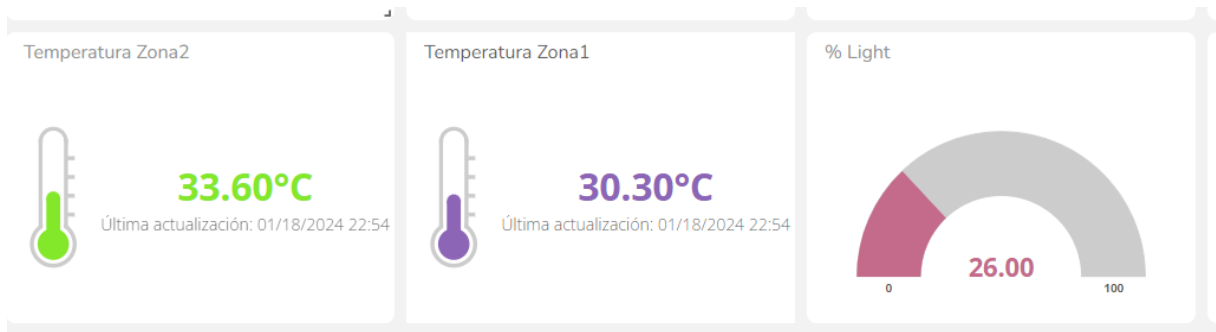 Temperatura Zona2
33.60°C
Última actualización: 01/18/2024 22:54
Temperatura Zona1
30.30°C
Última actualización: 01/18/2024 22:54
% Light
26.00
0
100